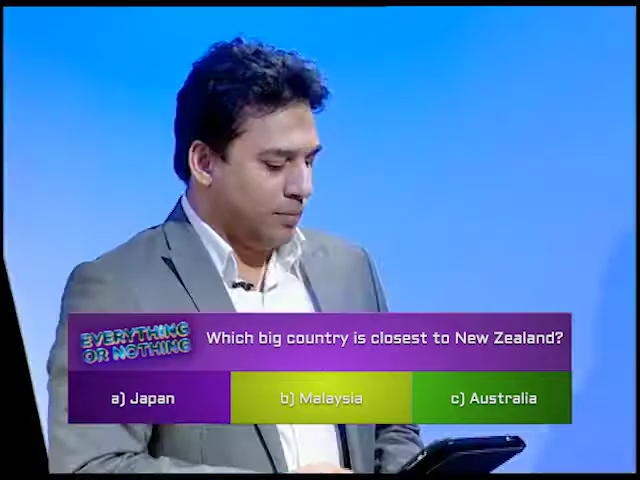 EVERYTHING
OR NOTHING
Which big country is closest to New Zealand?
a) Japan
b) Malaysia
c) Australia